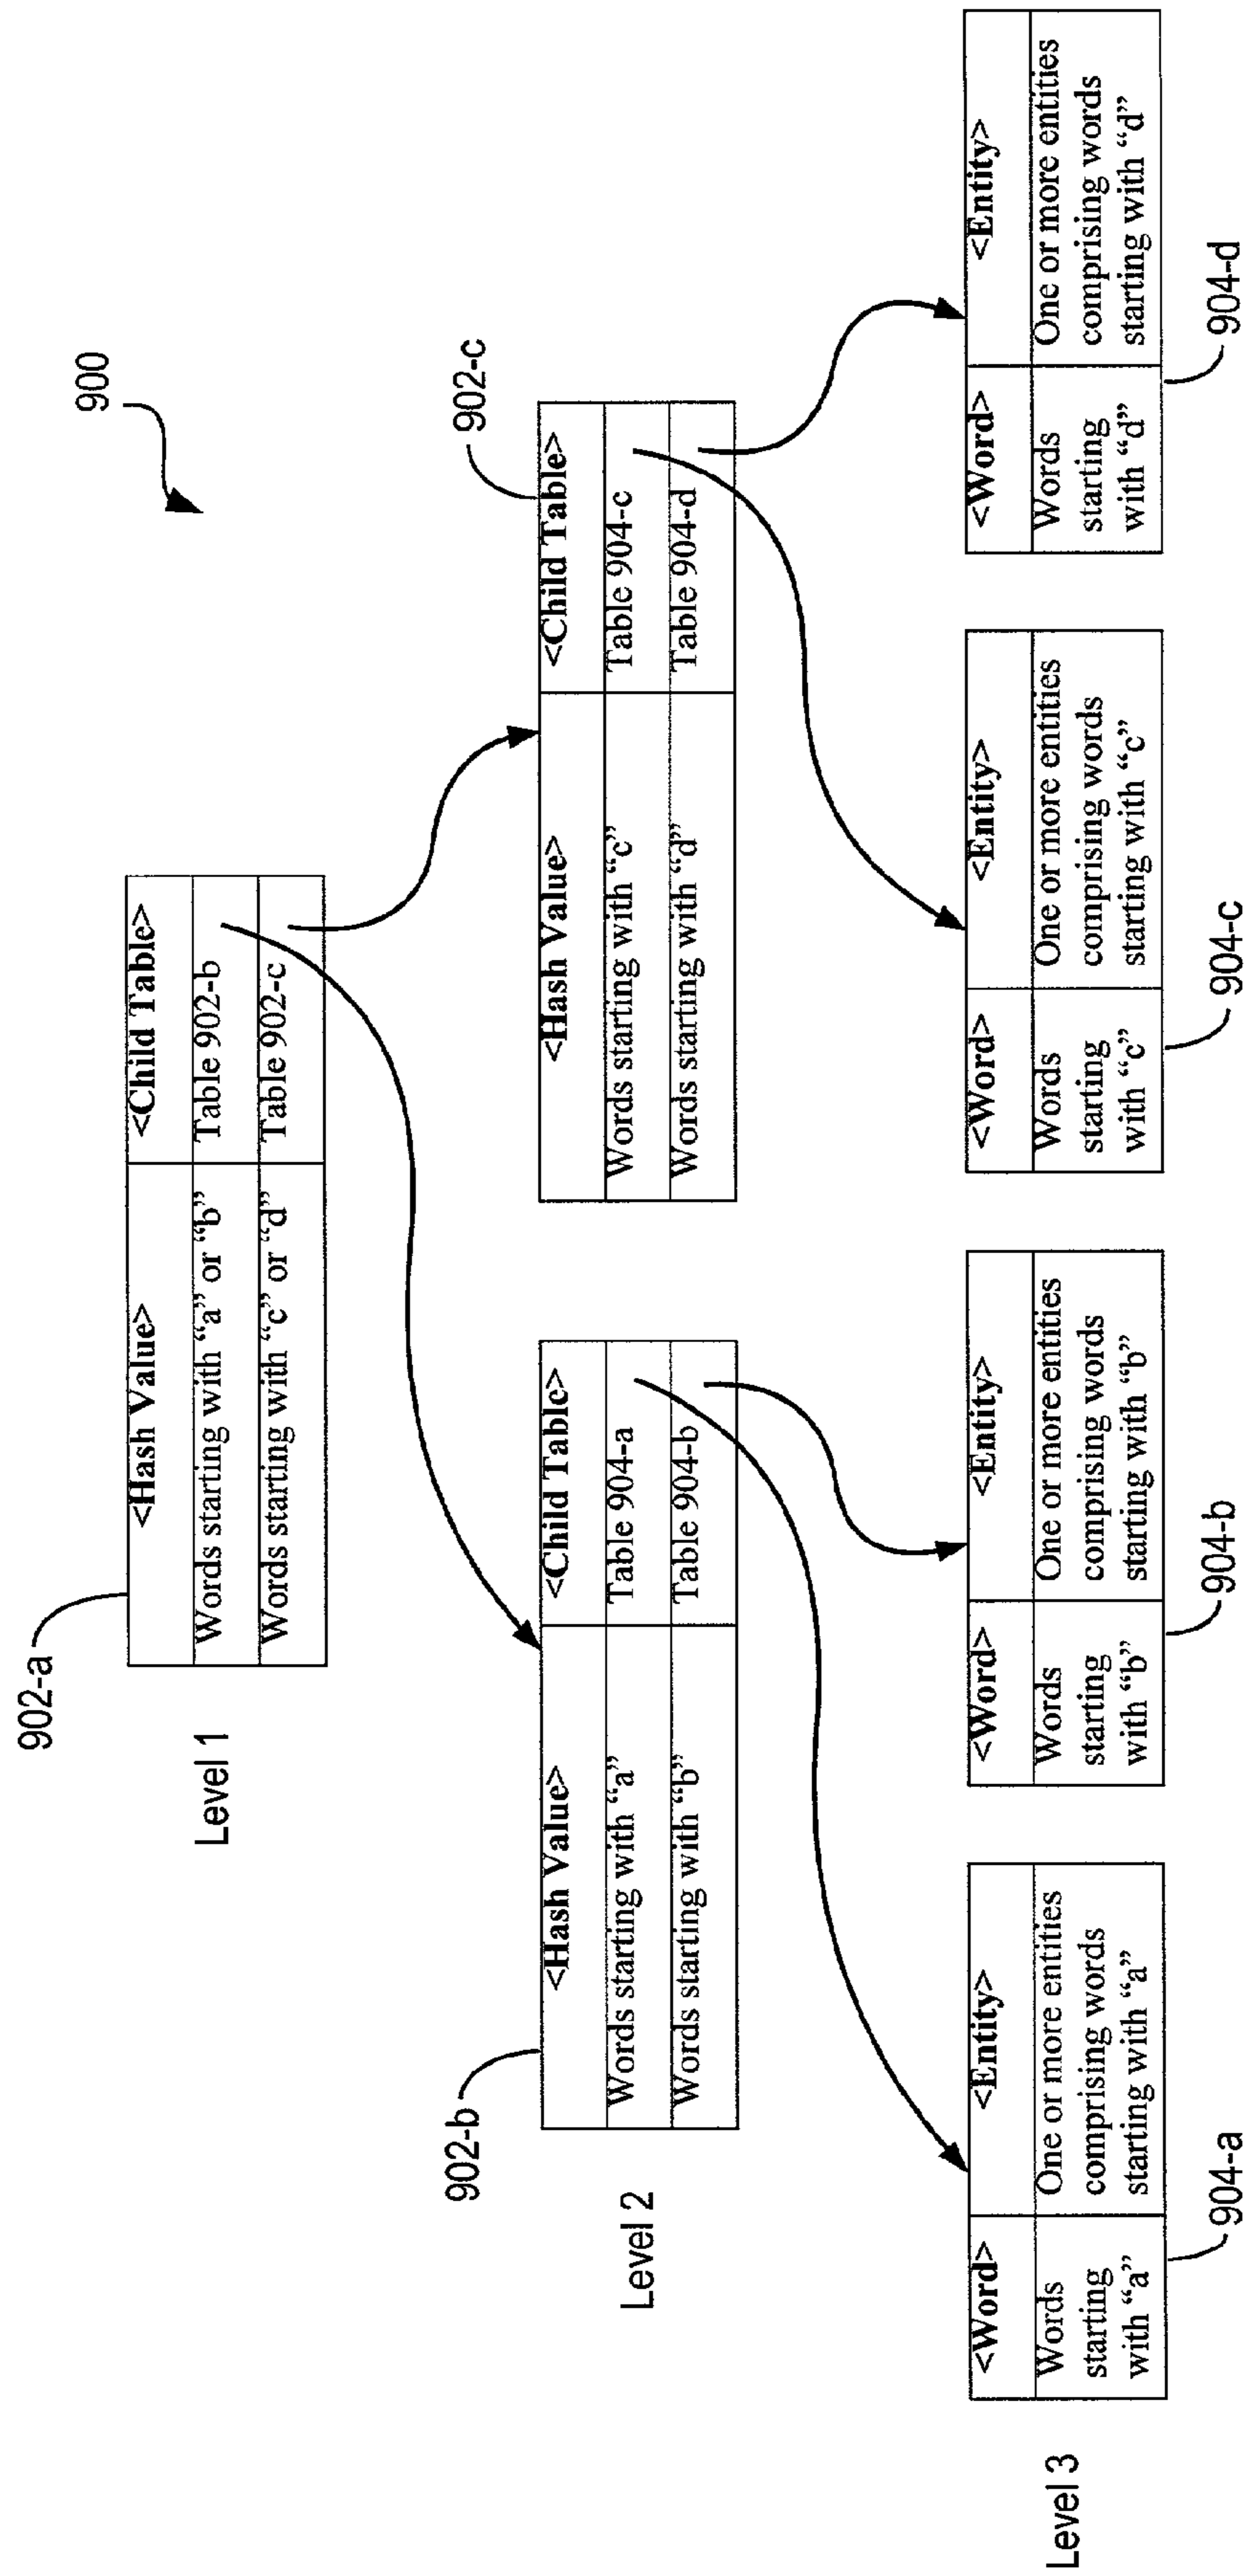 900
902-a
<Hash Value> <Child Table>
Words starting with “a” or “b” Table 902-b
Words starting with “c” or “d” Table 902-c
Level 1
902-b
<Hash Value> <Child Table>
Words starting with “a” Table 904-a
Words starting with “b” Table 904-b
902-c
<Hash Value> <Child Table>
Words starting with “c” Table 904-c
Words starting with “d” Table 904-d
Level 2
<Word> <Entity>
Words One or more entities
starting comprising words
with “a” starting with “a”
904-a
<Word> <Entity>
Words One or more entities
starting comprising words
with “b” starting with “b”
904-b
<Word> <Entity>
Words One or more entities
starting comprising words
with “c” starting with “c”
904-c
<Word> <Entity>
Words One or more entities
starting comprising words
with “d” starting with “d”
904-d
Level 3